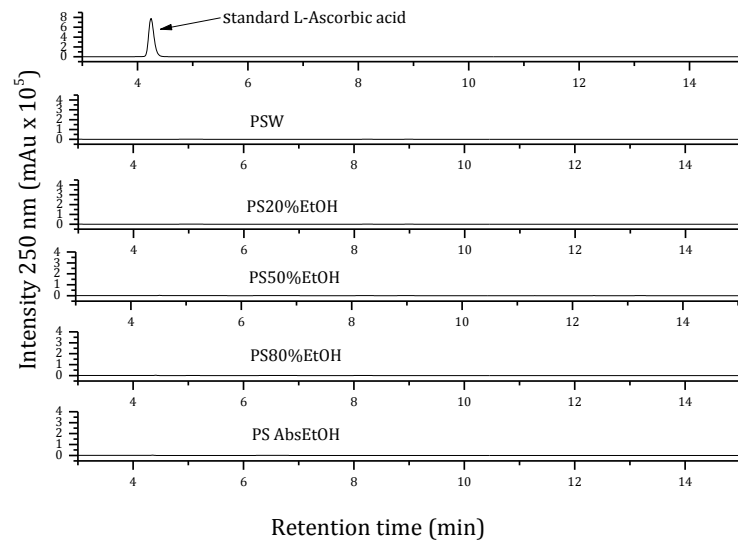 8
6
4
2
0
standard L-Ascorbic acid
4 6 8 10 12 14
4
3
2
1
0
PSW
4 6 8 10 12 14
4
3
2
1
0
PS20%EtOH
4 6 8 10 12 14
4
3
2
1
0
PS50%EtOH
4 6 8 10 12 14
4
3
2
1
0
PS80%EtOH
4 6 8 10 12 14
4
3
2
1
0
PS AbsEtOH
4 6 8 10 12 14
Intensity 250 nm (mAu x 10⁵)
Retention time (min)